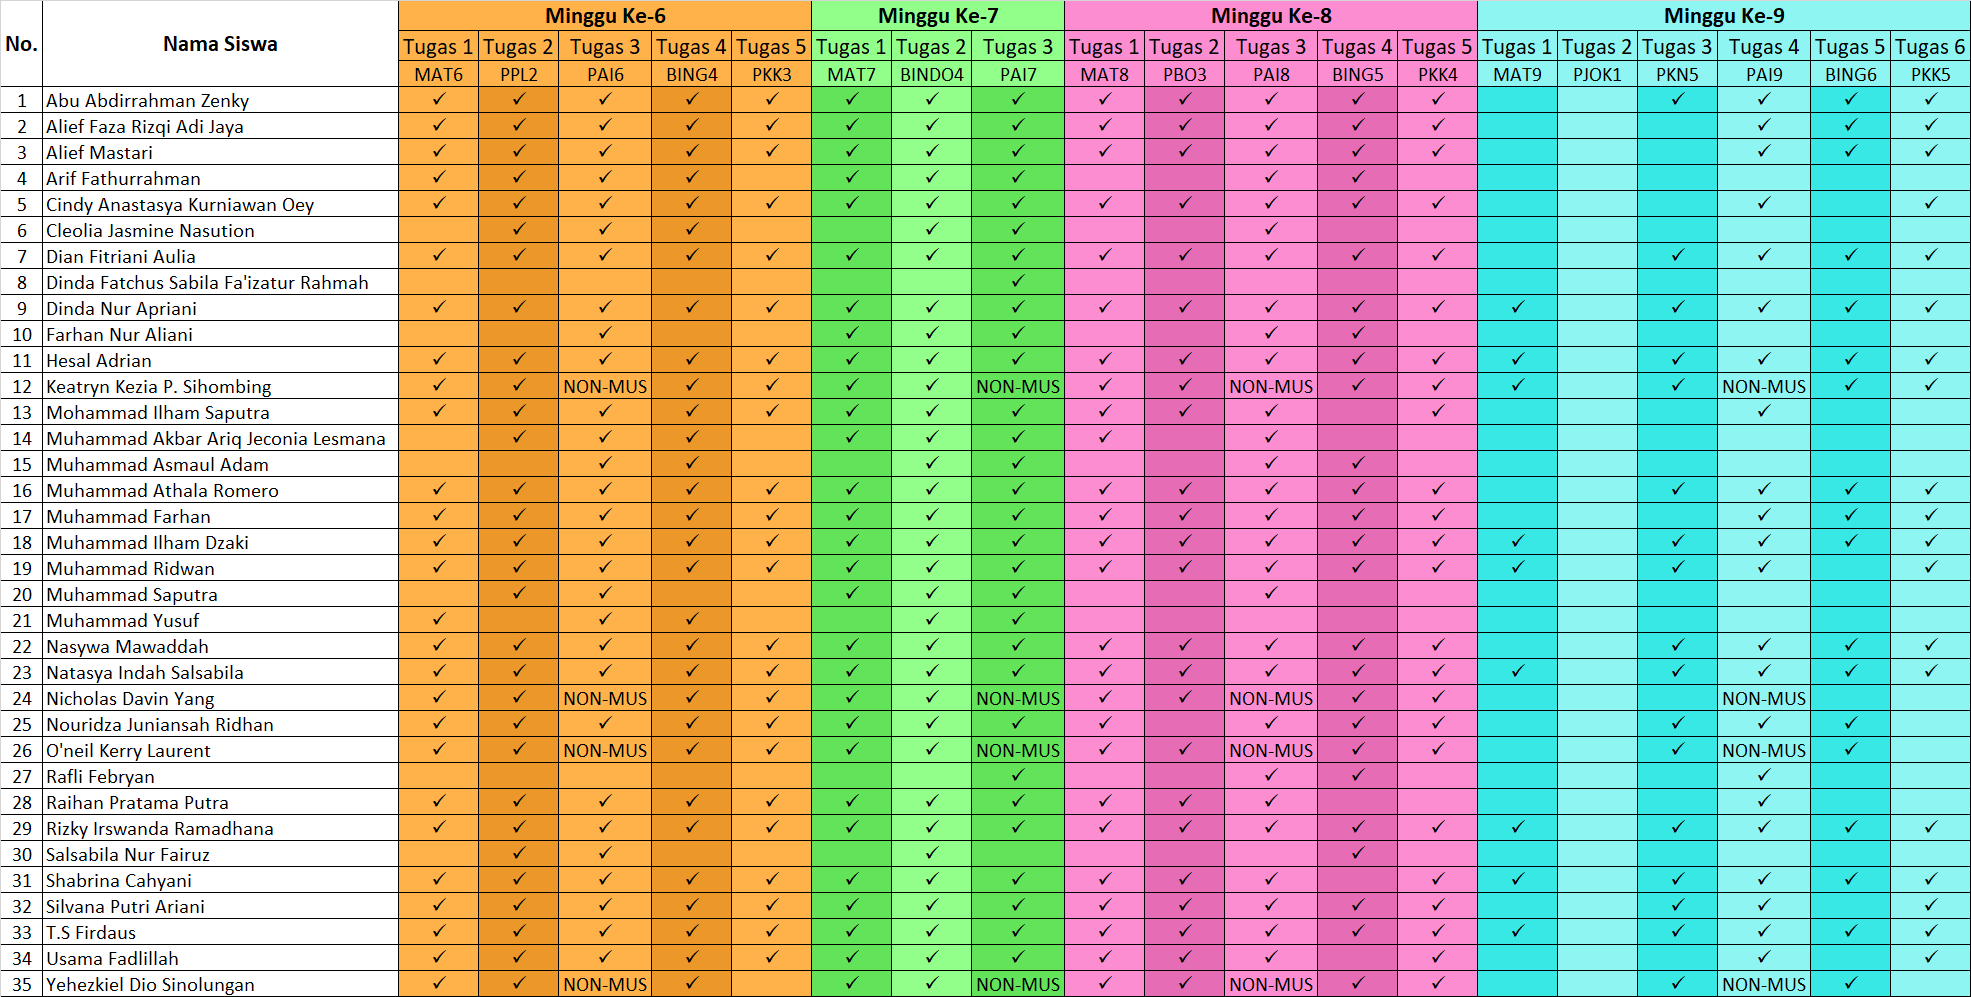 No. Nama Siswa Minggu Ke-6 Minggu Ke-7 Minggu Ke-8 Minggu Ke-9
Tugas 1 Tugas 2 Tugas 3 Tugas 4 Tugas 5 Tugas 1 Tugas 2 Tugas 3 Tugas 1 Tugas 2 Tugas 3 Tugas 4 Tugas 5 Tugas 1 Tugas 2 Tugas 3 Tugas 4 Tugas 5 Tugas 6
MAT6 PPL2 PAI6 BING4 PKK3 MAT7 BINDO4 PAI7 MAT8 PBO3 PAI8 BING5 PKK4 MAT9 PJOK1 PKN5 PAI9 BING6 PKK5
1 Abu Abdirrahman Zenky ✓ ✓ ✓ ✓ ✓ ✓ ✓ ✓ ✓ ✓ ✓ ✓ ✓ ✓ ✓ ✓ ✓
2 Alief Faza Rizqi Adi Jaya ✓ ✓ ✓ ✓ ✓ ✓ ✓ ✓ ✓ ✓ ✓ ✓ ✓ ✓ ✓ ✓
3 Alief Mastari ✓ ✓ ✓ ✓ ✓ ✓ ✓ ✓ ✓ ✓ ✓ ✓ ✓ ✓ ✓ ✓
4 Arif Fathurrahman ✓ ✓ ✓ ✓ ✓ ✓ ✓ ✓ ✓
5 Cindy Anastasya Kurniawan Oey ✓ ✓ ✓ ✓ ✓ ✓ ✓ ✓ ✓ ✓ ✓ ✓ ✓ ✓ ✓
6 Cleolia Jasmine Nasution ✓ ✓ ✓ ✓ ✓ ✓
7 Dian Fitriani Aulia ✓ ✓ ✓ ✓ ✓ ✓ ✓ ✓ ✓ ✓ ✓ ✓ ✓ ✓ ✓ ✓ ✓
8 Dinda Fatchus Sabila Fa'izatur Rahmah ✓
9 Dinda Nur Apriani ✓ ✓ ✓ ✓ ✓ ✓ ✓ ✓ ✓ ✓ ✓ ✓ ✓ ✓ ✓ ✓ ✓ ✓
10 Farhan Nur Aliani ✓ ✓ ✓ ✓ ✓ ✓
11 Hesal Adrian ✓ ✓ ✓ ✓ ✓ ✓ ✓ ✓ ✓ ✓ ✓ ✓ ✓ ✓ ✓ ✓ ✓ ✓
12 Keatryn Kezia P. Sihombing ✓ ✓ NON-MUS ✓ ✓ ✓ ✓ NON-MUS ✓ ✓ NON-MUS ✓ ✓ ✓ ✓ NON-MUS ✓ ✓
13 Mohammad Ilham Saputra ✓ ✓ ✓ ✓ ✓ ✓ ✓ ✓ ✓ ✓ ✓ ✓ ✓
14 Muhammad Akbar Ariq Jeconia Lesmana ✓ ✓ ✓ ✓ ✓ ✓ ✓ ✓
15 Muhammad Asmaul Adam ✓ ✓ ✓ ✓ ✓ ✓
16 Muhammad Athala Romero ✓ ✓ ✓ ✓ ✓ ✓ ✓ ✓ ✓ ✓ ✓ ✓ ✓ ✓ ✓ ✓ ✓
17 Muhammad Farhan ✓ ✓ ✓ ✓ ✓ ✓ ✓ ✓ ✓ ✓ ✓ ✓ ✓ ✓ ✓ ✓
18 Muhammad Ilham Dzaki ✓ ✓ ✓ ✓ ✓ ✓ ✓ ✓ ✓ ✓ ✓ ✓ ✓ ✓ ✓ ✓ ✓ ✓
19 Muhammad Ridwan ✓ ✓ ✓ ✓ ✓ ✓ ✓ ✓ ✓ ✓ ✓ ✓ ✓ ✓ ✓ ✓ ✓
20 Muhammad Saputra ✓ ✓ ✓ ✓ ✓ ✓
21 Muhammad Yusuf ✓ ✓ ✓ ✓ ✓
22 Nasywa Mawaddah ✓ ✓ ✓ ✓ ✓ ✓ ✓ ✓ ✓ ✓ ✓ ✓ ✓ ✓ ✓ ✓ ✓
23 Natasya Indah Salsabila ✓ ✓ ✓ ✓ ✓ ✓ ✓ ✓ ✓ ✓ ✓ ✓ ✓ ✓ ✓ ✓ ✓ ✓
24 Nicholas Davin Yang ✓ ✓ NON-MUS ✓ ✓ ✓ ✓ NON-MUS ✓ ✓ NON-MUS ✓ ✓ NON-MUS
25 Nouridza Juniansah Ridhan ✓ ✓ ✓ ✓ ✓ ✓ ✓ ✓ ✓ ✓ ✓ ✓ ✓ ✓ ✓
26 O'neil Kerry Laurent ✓ ✓ NON-MUS ✓ ✓ ✓ ✓ NON-MUS ✓ ✓ NON-MUS ✓ ✓ ✓ NON-MUS ✓
27 Rafli Febryan ✓ ✓ ✓ ✓
28 Raihan Pratama Putra ✓ ✓ ✓ ✓ ✓ ✓ ✓ ✓ ✓ ✓ ✓ ✓
29 Rizky Irswanda Ramadhana ✓ ✓ ✓ ✓ ✓ ✓ ✓ ✓ ✓ ✓ ✓ ✓ ✓ ✓ ✓ ✓ ✓ ✓
30 Salsabila Nur Fairuz ✓ ✓ ✓ ✓
31 Shabrina Cahyani ✓ ✓ ✓ ✓ ✓ ✓ ✓ ✓ ✓ ✓ ✓ ✓ ✓ ✓ ✓ ✓ ✓
32 Silvana Putri Ariani ✓ ✓ ✓ ✓ ✓ ✓ ✓ ✓ ✓ ✓ ✓ ✓ ✓ ✓ ✓
33 T.S Firdaus ✓ ✓ ✓ ✓ ✓ ✓ ✓ ✓ ✓ ✓ ✓ ✓ ✓ ✓ ✓ ✓ ✓ ✓
34 Usama Fadlillah ✓ ✓ ✓ ✓ ✓ ✓ ✓ ✓ ✓ ✓ ✓ ✓ ✓ ✓
35 Yehezkiel Dio Sinolungan ✓ ✓ NON-MUS ✓ ✓ ✓ NON-MUS ✓ ✓ NON-MUS ✓ ✓ ✓ NON-MUS ✓